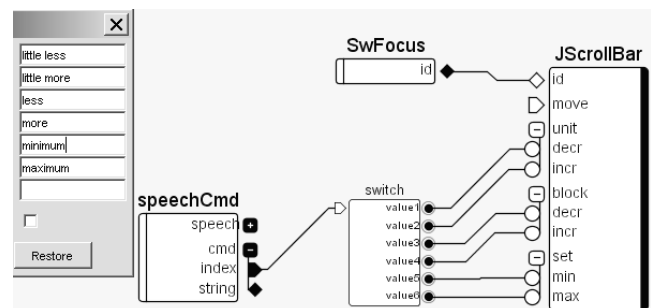 little less
little more
less
more
minimum
maximum
Restore
speechCmd
speech
cmd
index
string
switch
value1
value2
value3
value4
value5
value6
SwFocus
id
JScrollBar
id
move
unit
decr
incr
block
decr
incr
set
min
max